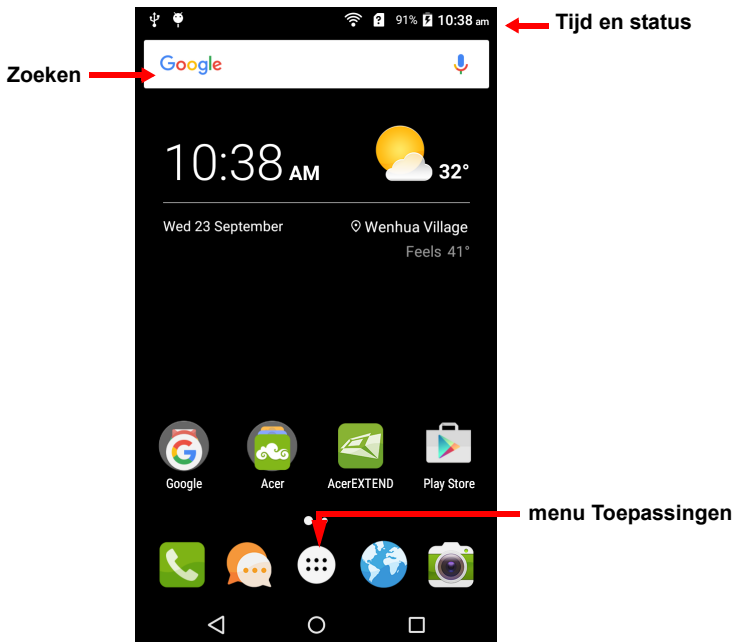 91% 10:38 am
Tijd en status
Google
Zoeken
10:38 AM
32°
Wed 23 September
Wenhua Village
Feels 41°
Google
Acer
AcerEXTEND
Play Store
menu Toepassingen